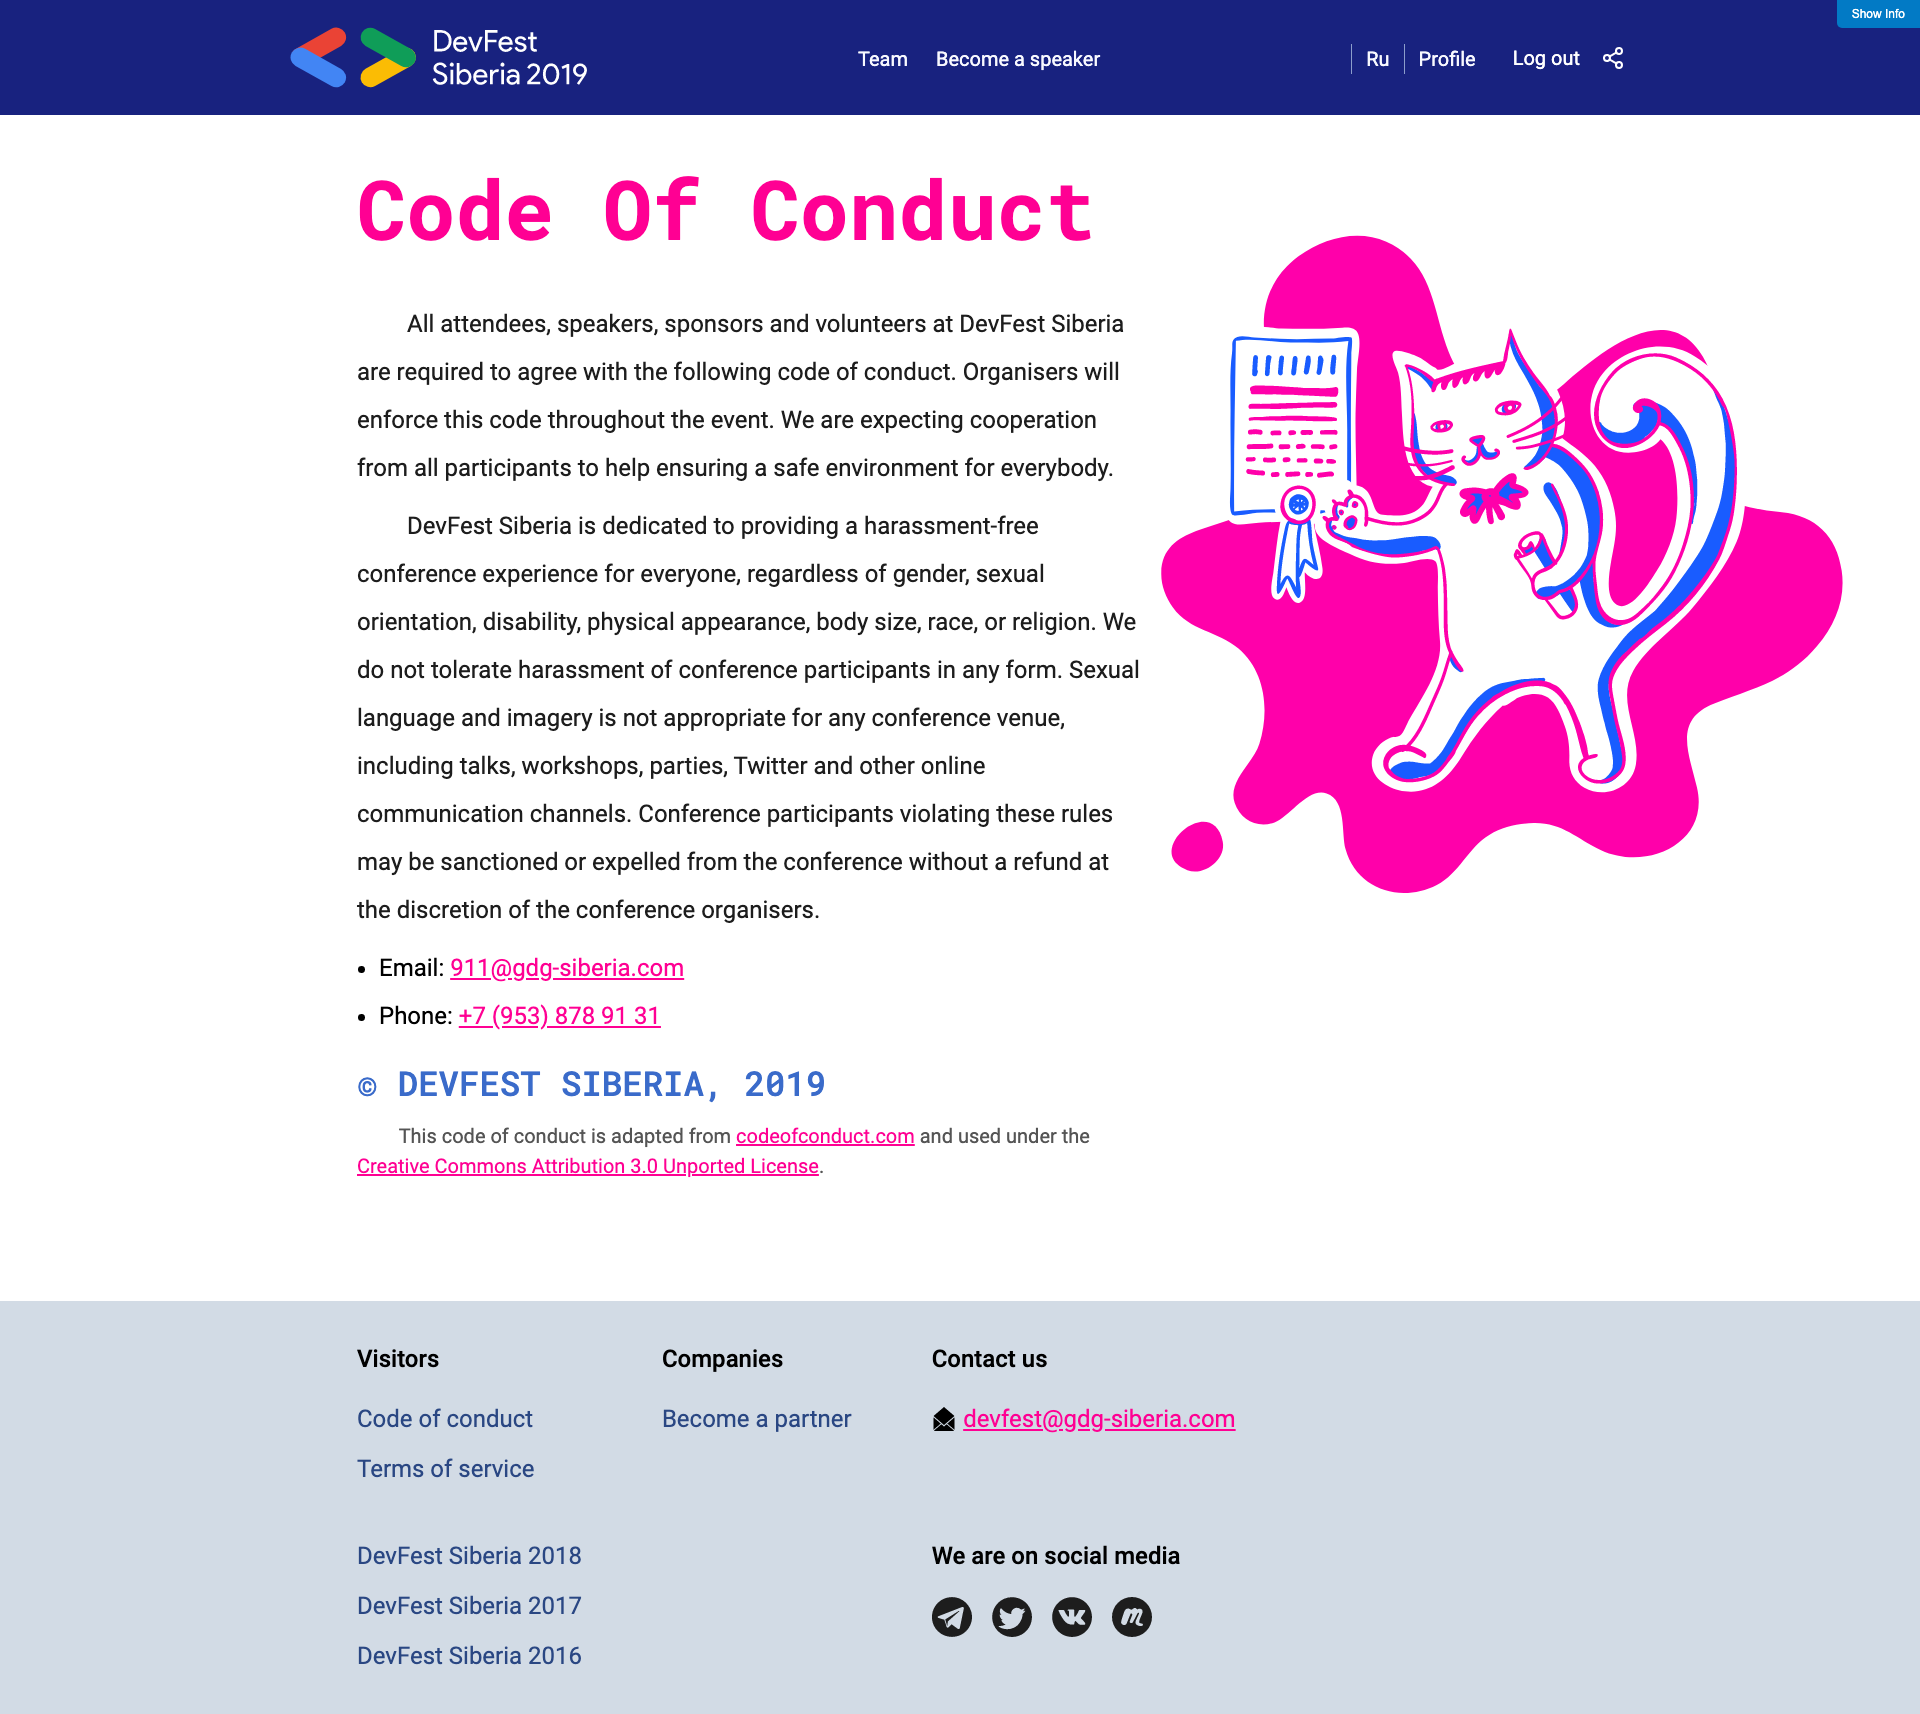 Show Info
DevFest
Siberia 2019
Team
Become a speaker
Ru
Profile
Log out
Code Of Conduct
All attendees, speakers, sponsors and volunteers at DevFest Siberia
are required to agree with the following code of conduct. Organisers will
enforce this code throughout the event. We are expecting cooperation
from all participants to help ensuring a safe environment for everybody.
DevFest Siberia is dedicated to providing a harassment-free
conference experience for everyone, regardless of gender, sexual
orientation, disability, physical appearance, body size, race, or religion. We
do not tolerate harassment of conference participants in any form. Sexual
language and imagery is not appropriate for any conference venue,
including talks, workshops, parties, Twitter and other online
communication channels. Conference participants violating these rules
may be sanctioned or expelled from the conference without a refund at
the discretion of the conference organisers.
• Email: 911@gdg-siberia.com
• Phone: +7 (953) 878 91 31
© DEVFEST SIBERIA, 2019
This code of conduct is adapted from codeofconduct.com and used under the
Creative Commons Attribution 3.0 Unported License.
Visitors
Code of conduct
Terms of service
DevFest Siberia 2018
DevFest Siberia 2017
DevFest Siberia 2016
Companies
Become a partner
Contact us
devfest@gdg-siberia.com
We are on social media